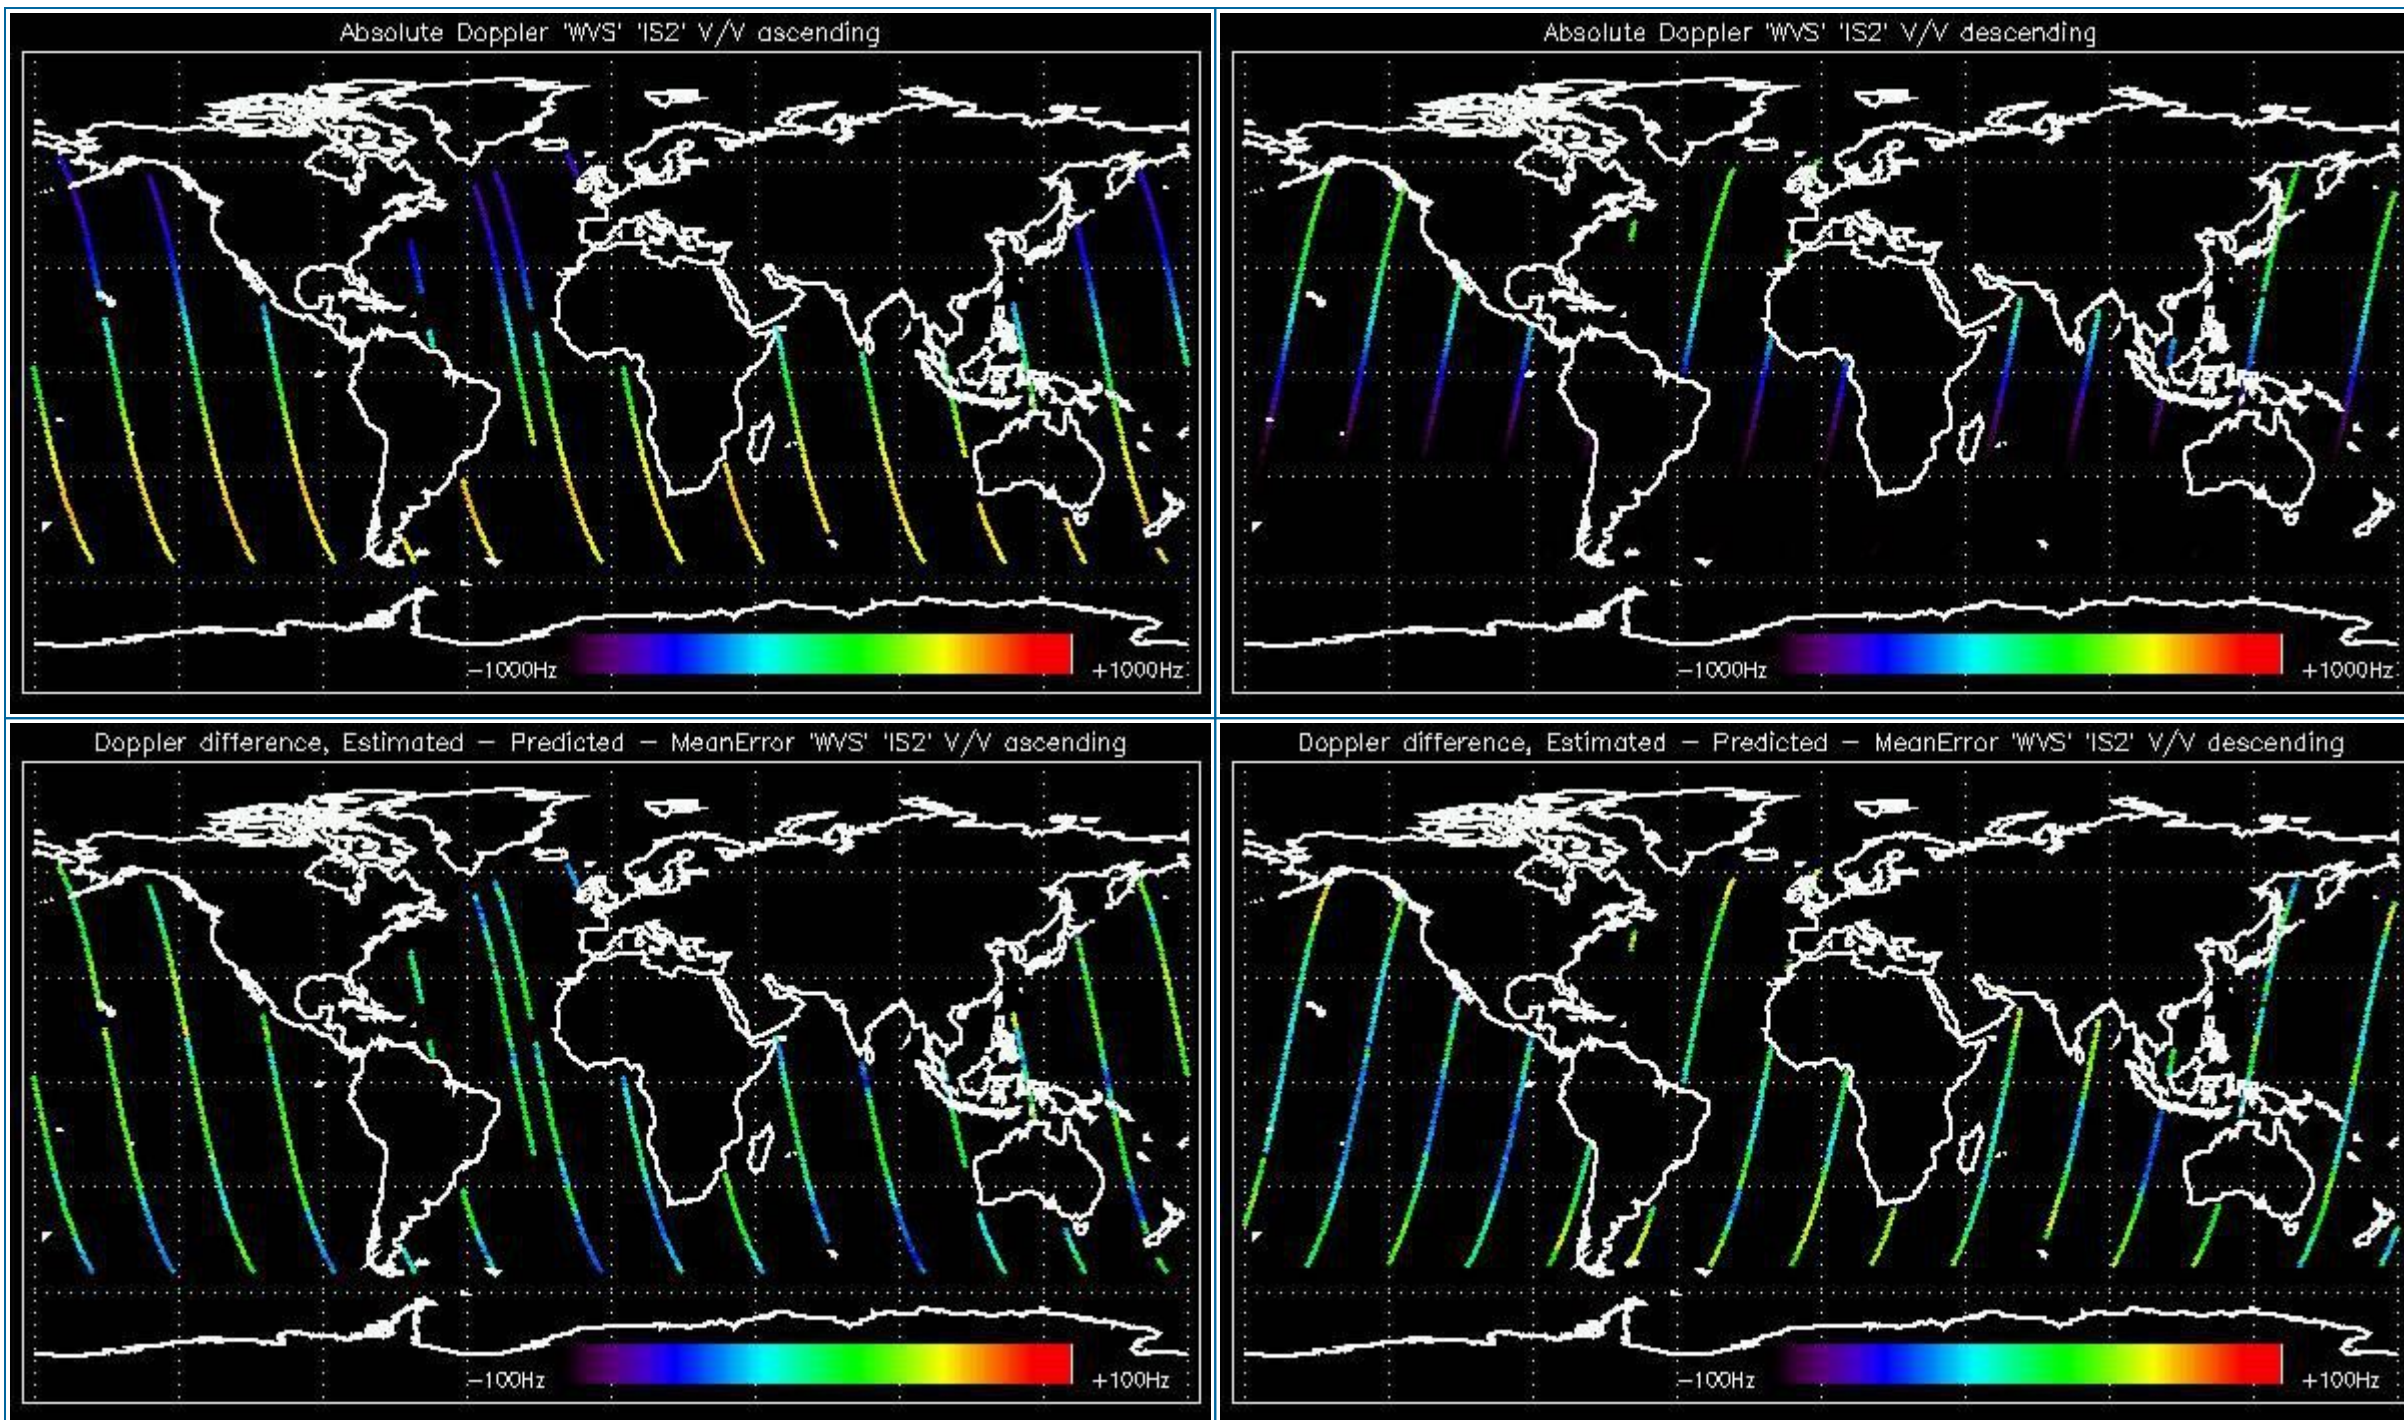 Absolute Doppler 'WVS' 'IS2' V/V ascending
-1000Hz +1000Hz
Absolute Doppler 'WVS' 'IS2' V/V descending
-1000Hz +1000Hz
Doppler difference, Estimated - Predicted - MeanError 'WVS' 'IS2' V/V ascending
-100Hz +100Hz
Doppler difference, Estimated - Predicted - MeanError 'WVS' 'IS2' V/V descending
-100Hz +100Hz